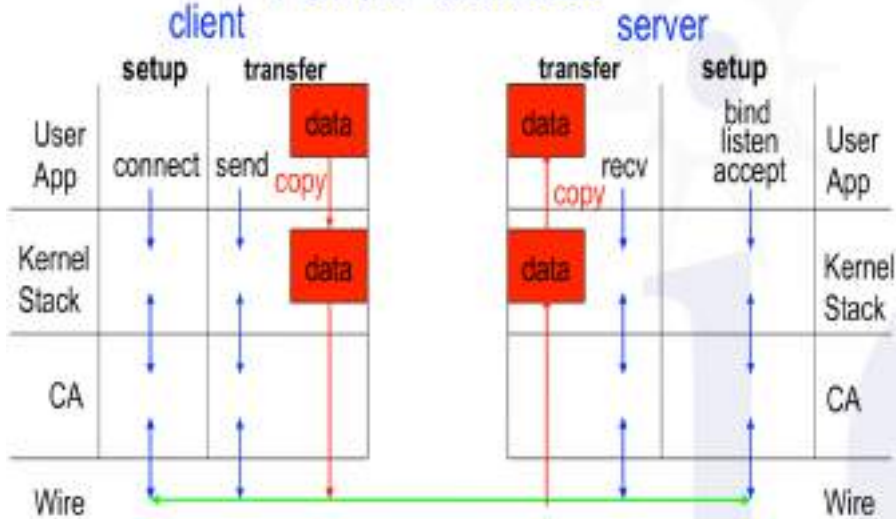 client server
setup transfer transfer setup
data data
User App connect send copy copy recv bind listen accept User App
Kernel Stack data data Kernel Stack
CA CA
Wire Wire